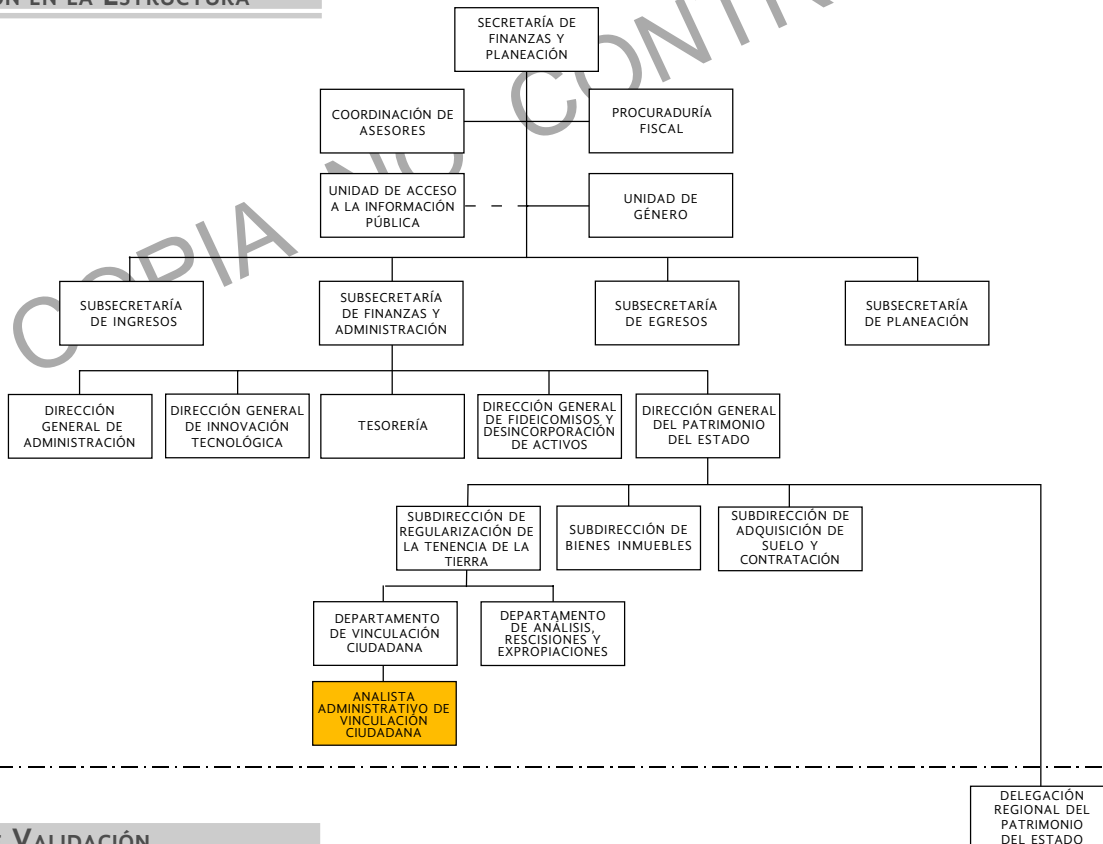 ÓN EN LA ESTRUCTURA
COPIA NO CONTR
SECRETARÍA DE
FINANZAS Y
PLANEACIÓN
COORDINACIÓN DE
ASESORES
PROCURADURÍA
FISCAL
UNIDAD DE ACCESO
A LA INFORMACIÓN
PÚBLICA
UNIDAD DE
GÉNERO
SUBSECRETARÍA
DE INGRESOS
SUBSECRETARÍA
DE FINANZAS Y
ADMINISTRACIÓN
SUBSECRETARÍA
DE EGRESOS
SUBSECRETARÍA
DE PLANEACIÓN
DIRECCIÓN
GENERAL DE
ADMINISTRACIÓN
DIRECCIÓN GENERAL
DE INNOVACIÓN
TECNOLÓGICA
TESORERÍA
DIRECCIÓN GENERAL
DE FIDEICOMISOS Y
DESINCORPORACIÓN
DE ACTIVOS
DIRECCIÓN GENERAL
DEL PATRIMONIO
DEL ESTADO
SUBDIRECCIÓN DE
REGULARIZACIÓN DE
LA TENENCIA DE LA
TIERRA
SUBDIRECCIÓN DE
BIENES INMUEBLES
SUBDIRECCIÓN DE
ADQUISICIÓN DE
SUELO Y
CONTRATACIÓN
DEPARTAMENTO
DE VINCULACIÓN
CIUDADANA
DEPARTAMENTO
DE ANÁLISIS,
RESCISIONES Y
EXPROPIACIONES
ANALISTA
ADMINISTRATIVO DE
VINCULACIÓN
CIUDADANA
DELEGACIÓN
REGIONAL DEL
PATRIMONIO
DEL ESTADO
VALIDACIÓN